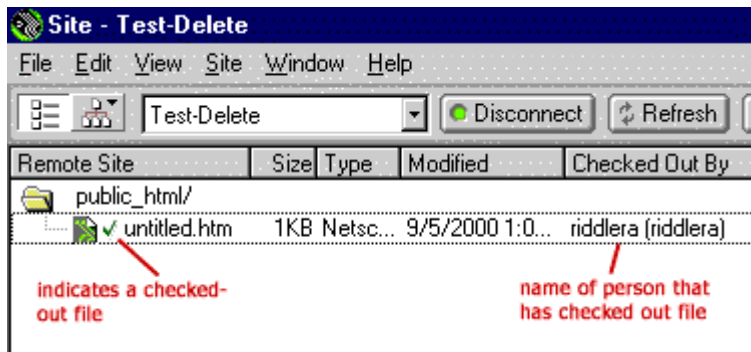 Site - Test-Delete
File Edit View Site Window Help
Test-Delete Disconnect Refresh
Remote Site Size Type Modified Checked Out By
public_html/
untitled.htm 1KB Netsc... 9/5/2000 1:0... riddlera (riddlera)
indicates a checked-
out file
name of person that
has checked out file